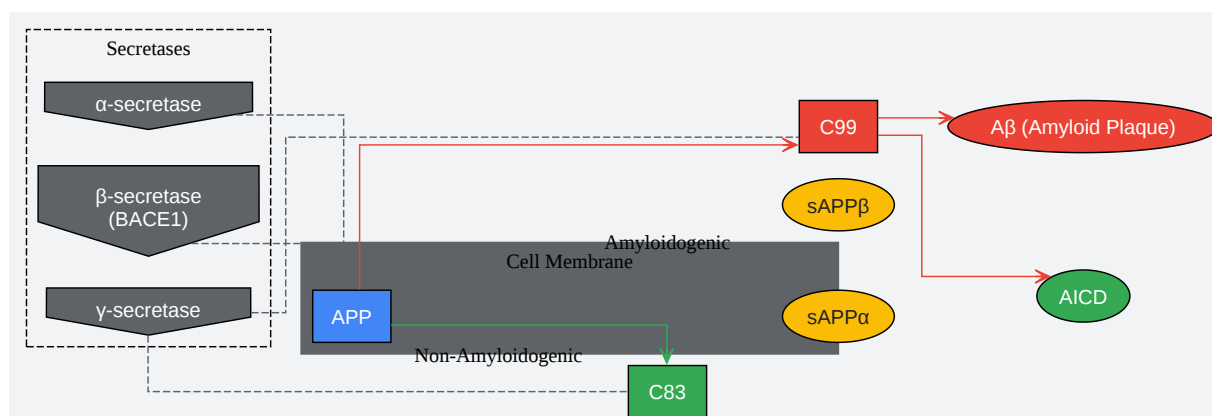 Secretases
α-secretase
β-secretase
(BACE1)
γ-secretase
C99
Aβ (Amyloid Plaque)
sAPPβ
Amyloidogenic
Cell Membrane
APP
sAPPα
AICD
Non-Amyloidogenic
C83